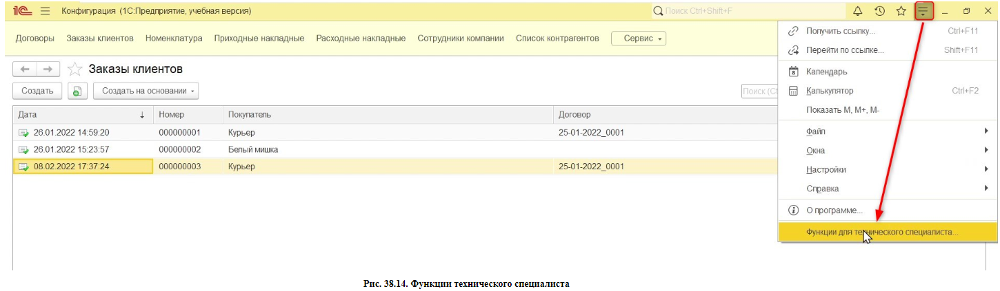 1С Конфигурация (1С:Предприятие, учебная версия) Поиск Ctrl+Shift+F
Договоры Заказы клиентов Номенклатура Приходные накладные Расходные накладные Сотрудники компании Список контрагентов Сервис
Заказы клиентов
Создать Создать на основании Поиск (Ct
Дата Номер Покупатель Договор
26.01.2022 14:59:20 000000001 Курьер 25-01-2022_0001
26.01.2022 15:23:57 000000002 Белый мишка
08.02.2022 17:37:24 000000003 Курьер 25-01-2022_0001
Получить ссылку... Ctrl+F11
Перейти по ссылке... Shift+F11
8 Календарь
Калькулятор Ctrl+F2
Показать M, M+, M-
Файл
Окна
Настройки
Справка
О программе...
Функции для технического специалиста...
Рис. 38.14. Функции технического специалиста